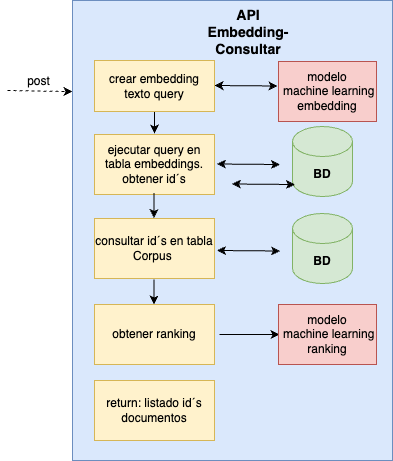 API
Embedding-
Consultar
post
crear embedding
texto query
modelo
machine learning
embedding
ejecutar query en
tabla embeddings.
obtener id´s
BD
consultar id´s en tabla
Corpus
BD
obtener ranking
modelo
machine learning
ranking
return: listado id´s
documentos